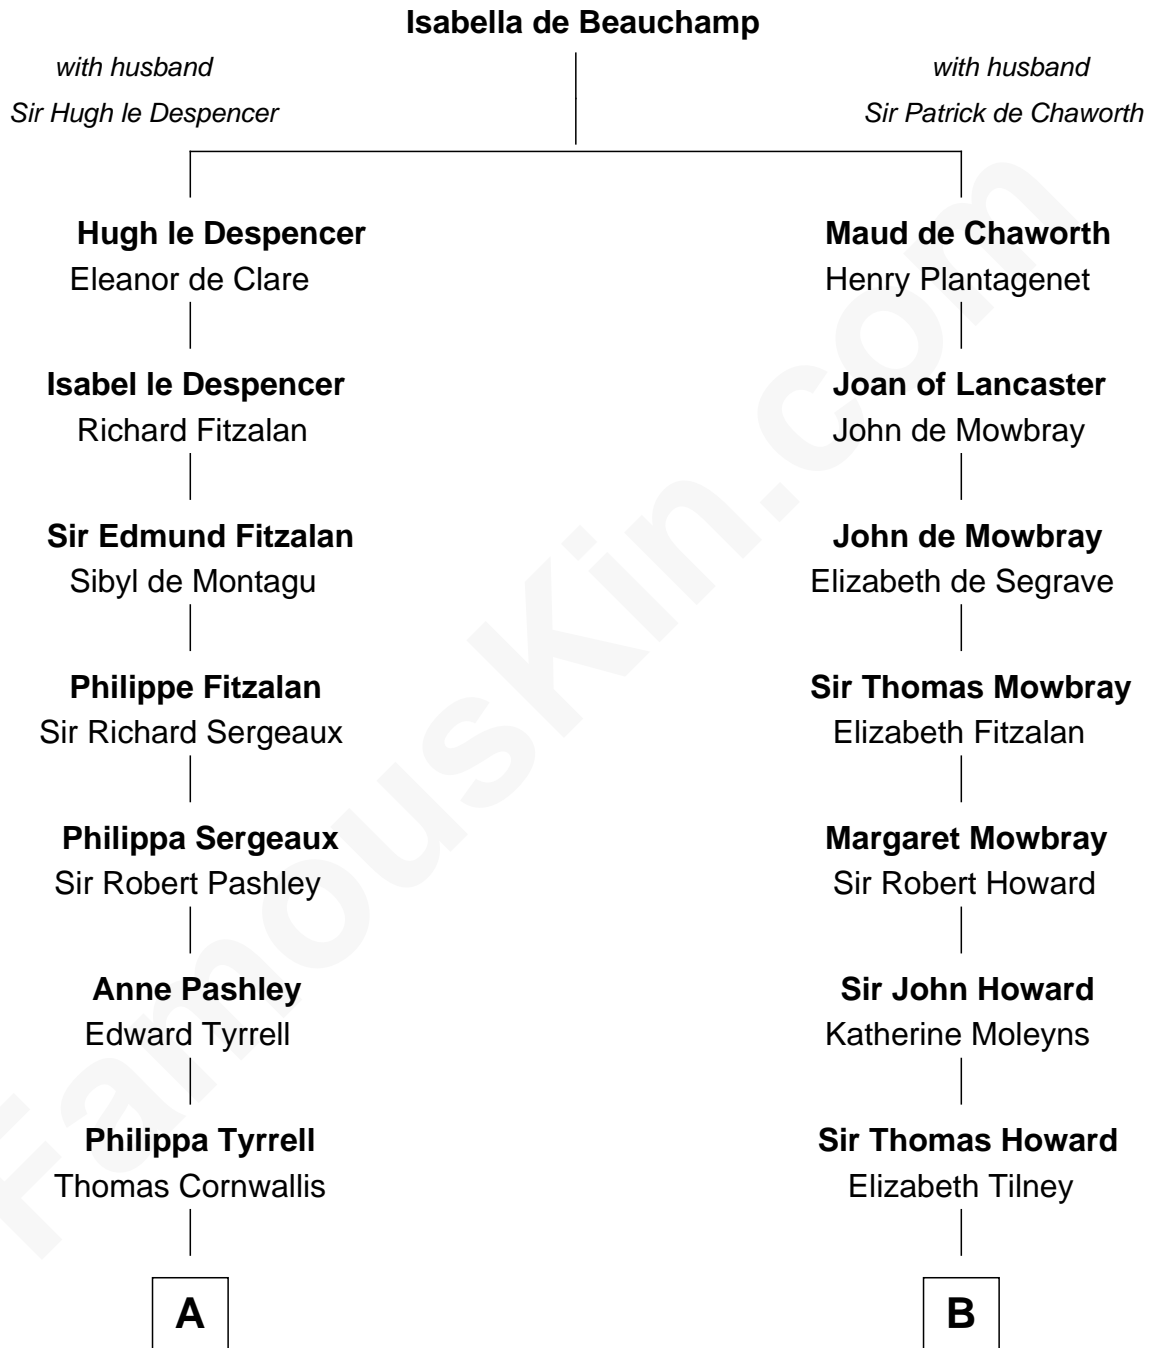 Isabella de Beauchamp
with husband
Sir Hugh le Despencer
with husband
Sir Patrick de Chaworth
Hugh le Despencer
Eleanor de Clare
Maud de Chaworth
Henry Plantagenet
Isabel le Despencer
Richard Fitzalan
Joan of Lancaster
John de Mowbray
Sir Edmund Fitzalan
Sibyl de Montagu
John de Mowbray
Elizabeth de Segrave
Philippe Fitzalan
Sir Richard Sergeaux
Sir Thomas Mowbray
Elizabeth Fitzalan
Philippa Sergeaux
Sir Robert Pashley
Margaret Mowbray
Sir Robert Howard
Anne Pashley
Edward Tyrrell
Sir John Howard
Katherine Moleyns
Philippa Tyrrell
Thomas Cornwallis
Sir Thomas Howard
Elizabeth Tilney
A
B
FamousKin.com